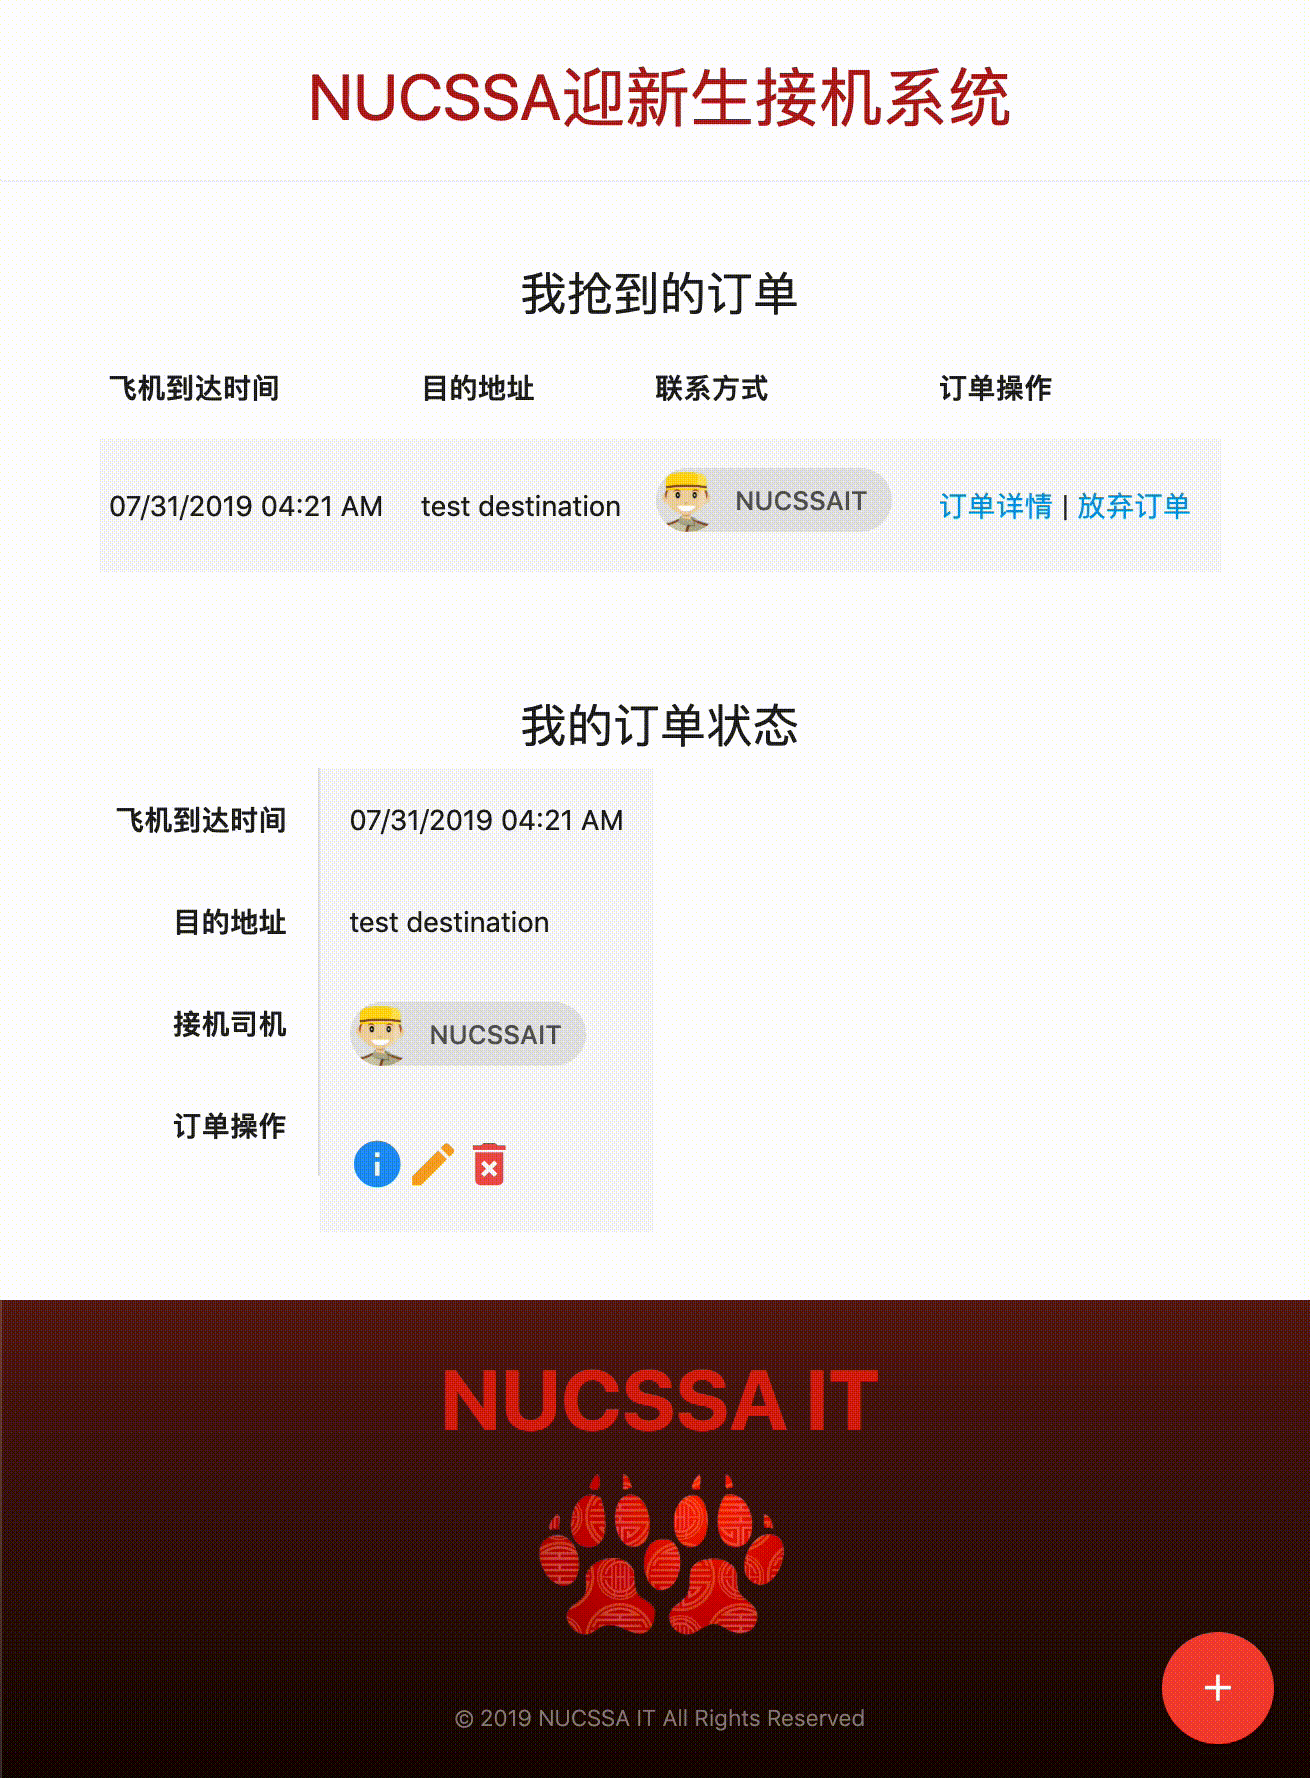 NUCSSA迎新生接机系统
我抢到的订单
飞机到达时间 目的地址 联系方式 订单操作
07/31/2019 04:21 AM test destination NUCSSAIT 订单详情 | 放弃订单
我的订单状态
飞机到达时间 07/31/2019 04:21 AM
目的地址 test destination
接机司机 NUCSSAIT
订单操作
NUCSSA IT
© 2019 NUCSSA IT All Rights Reserved